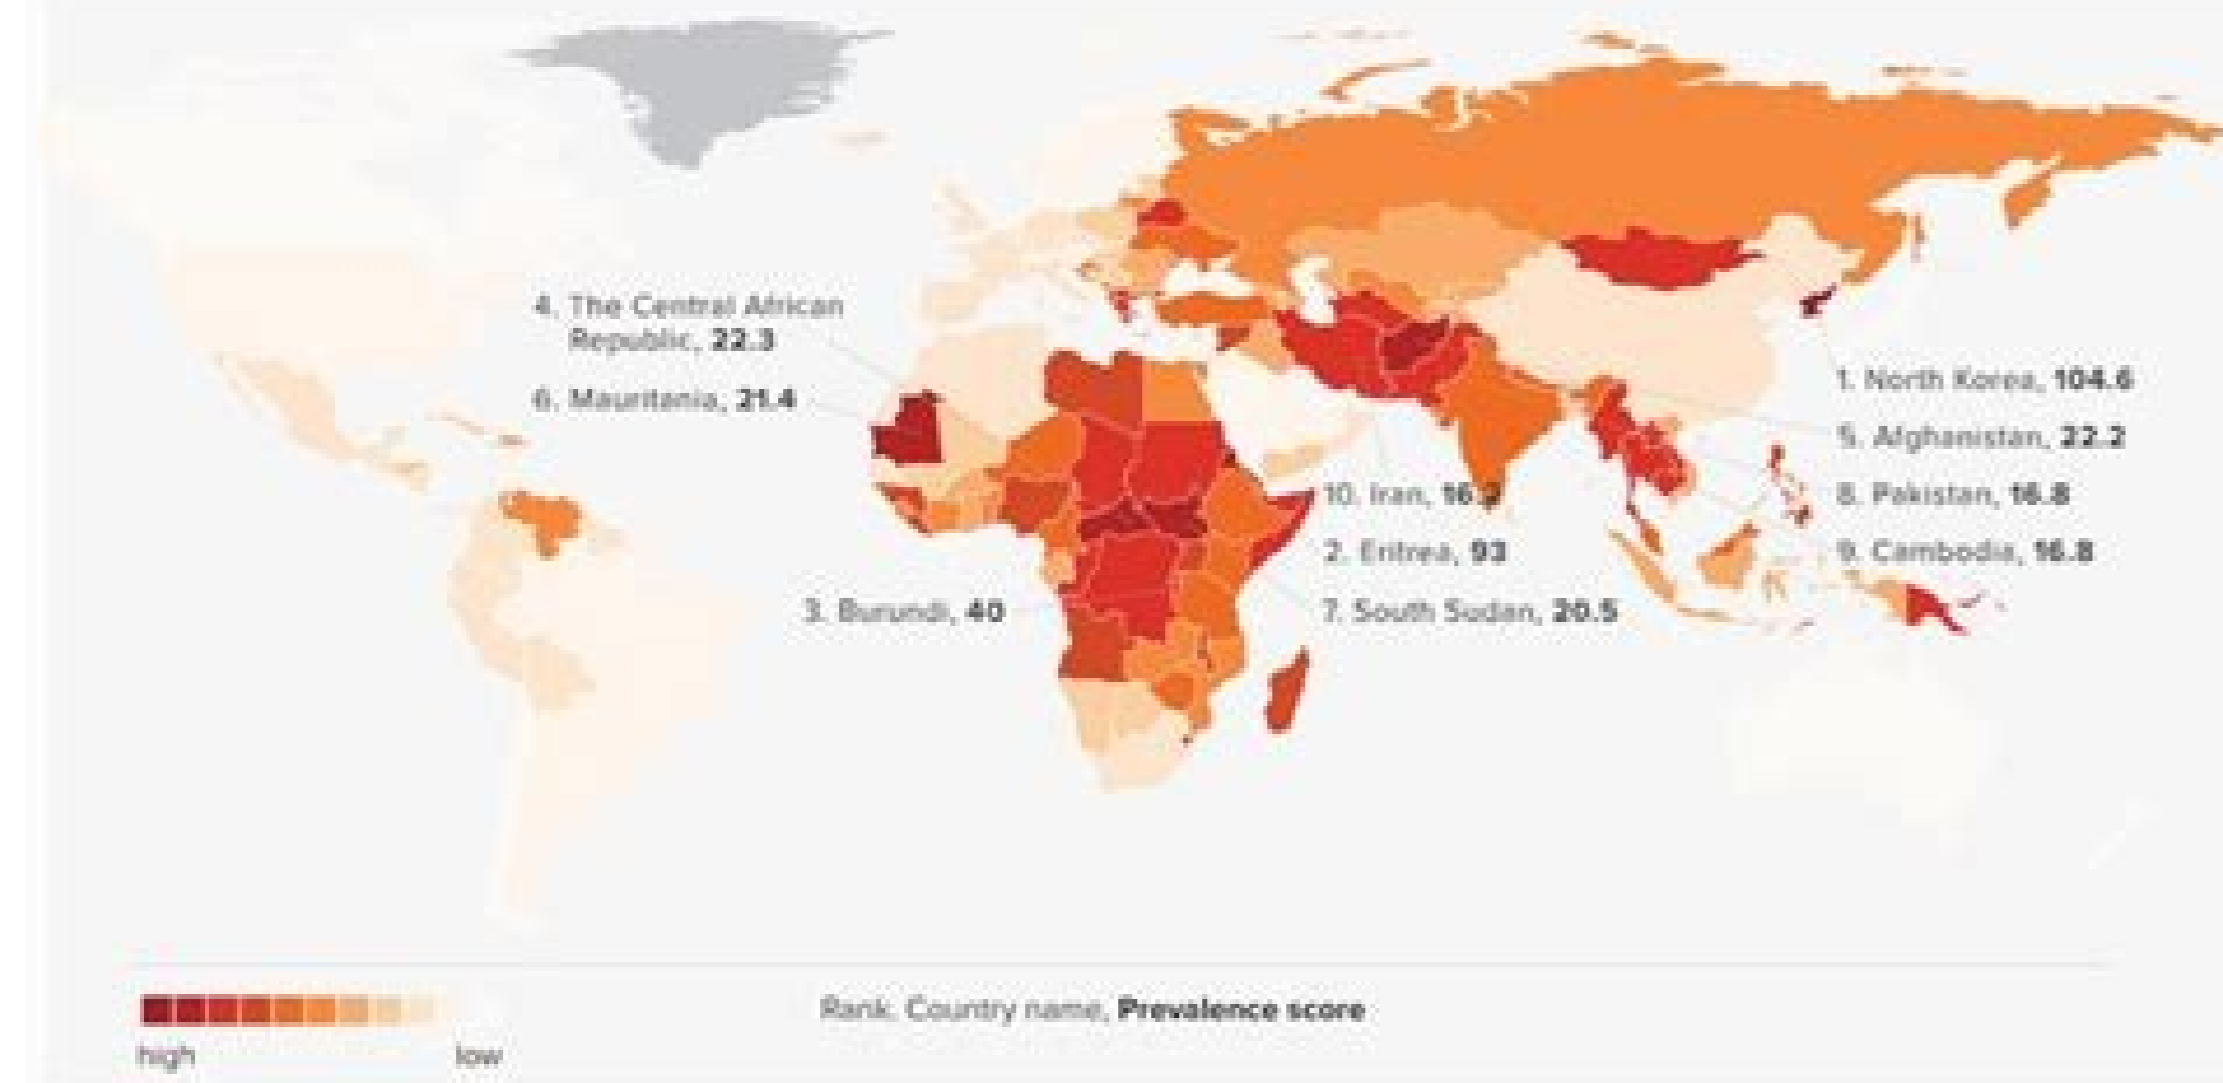 4. The Central African
Republic, 22.3
6. Mauritania, 21.4
1. North Korea, 104.6
5. Afghanistan, 22.2
10. Iran, 16.
8. Pakistan, 16.8
2. Eritrea, 93
9. Cambodia, 16.8
3. Burundi, 40
7. South Sudan, 20.5
Rank. Country name, Prevalence score
high
low